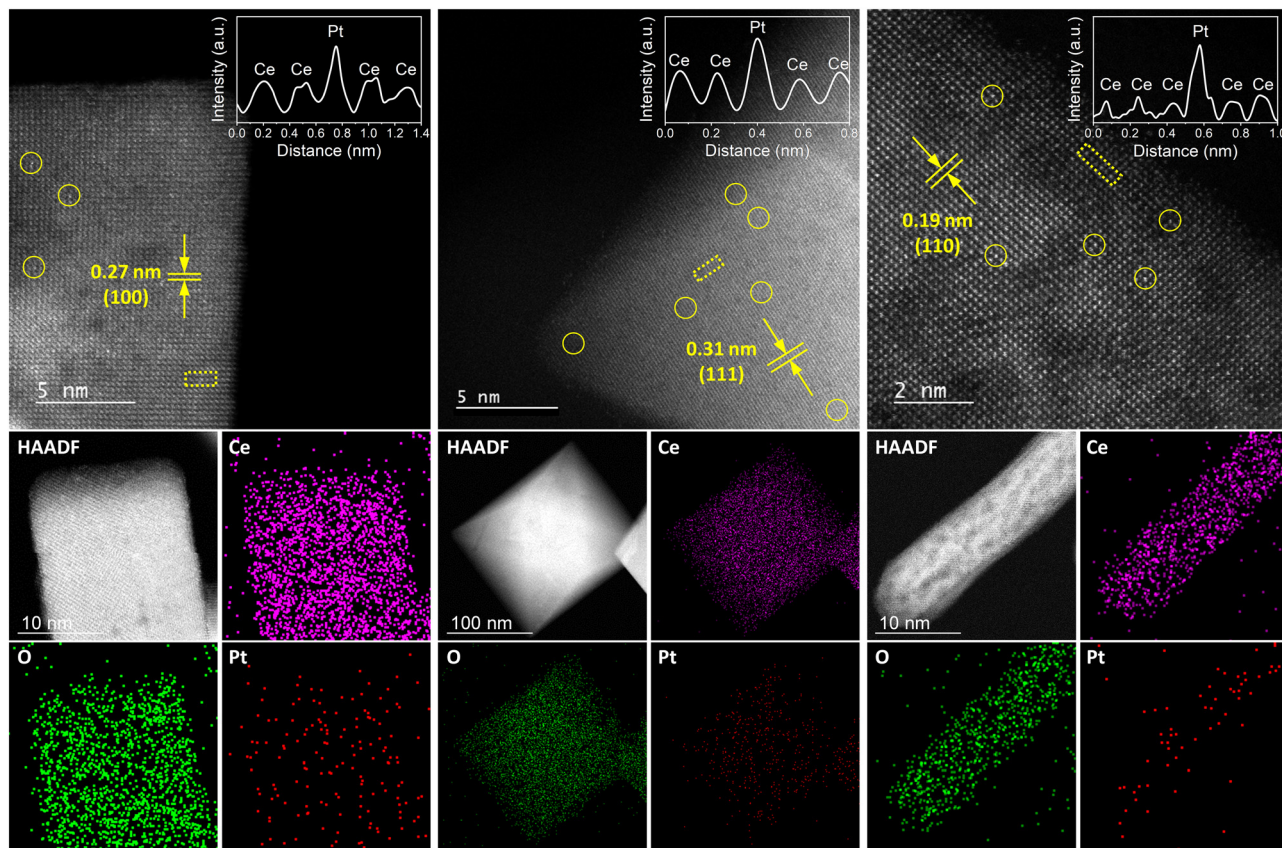 Intensity (a.u.)
Pt
Ce Ce Ce Ce
0.0 0.2 0.4 0.6 0.8 1.0 1.2 1.4
Distance (nm)
0.27 nm
(100)
5 nm
Intensity (a.u.)
Pt
Ce Ce Ce Ce
0.0 0.2 0.4 0.6 0.8
Distance (nm)
0.31 nm
(111)
5 nm
Intensity (a.u.)
Pt
Ce Ce Ce Ce Ce
0.0 0.2 0.4 0.6 0.8 1.0
Distance (nm)
0.19 nm
(110)
2 nm
HAADF
10 nm
Ce
HAADF
100 nm
Ce
HAADF
10 nm
Ce
O
Pt
O
Pt
O
Pt